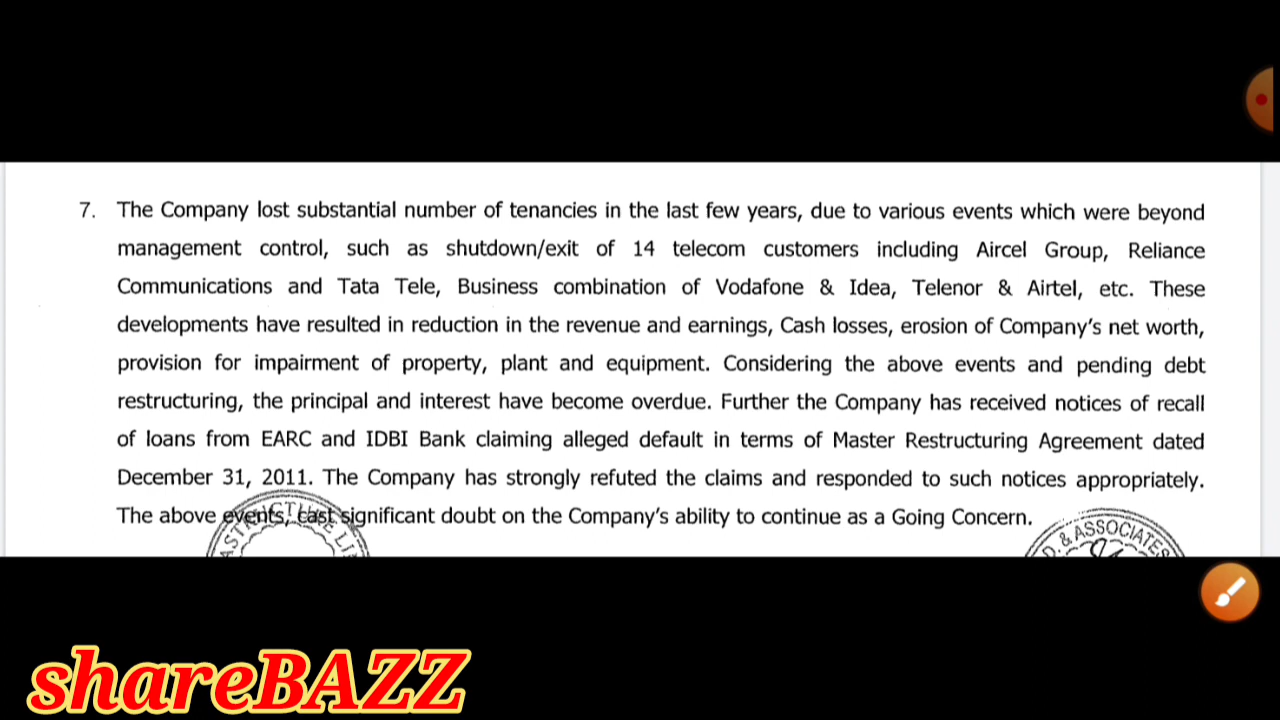 7. The Company lost substantial number of tenancies in the last few years, due to various events which were beyond
management control, such as shutdown/exit of 14 telecom customers including Aircel Group, Reliance
Communications and Tata Tele, Business combination of Vodafone & Idea, Telenor & Airtel, etc. These
developments have resulted in reduction in the revenue and earnings, Cash losses, erosion of Company's net worth,
provision for impairment of property, plant and equipment. Considering the above events and pending debt
restructuring, the principal and interest have become overdue. Further the Company has received notices of recall
of loans from EARC and IDBI Bank claiming alleged default in terms of Master Restructuring Agreement dated
December 31, 2011. The Company has strongly refuted the claims and responded to such notices appropriately.
The above events, cast significant doubt on the Company's ability to continue as a Going Concern.
& ASSOCIATES
shareBAZZ